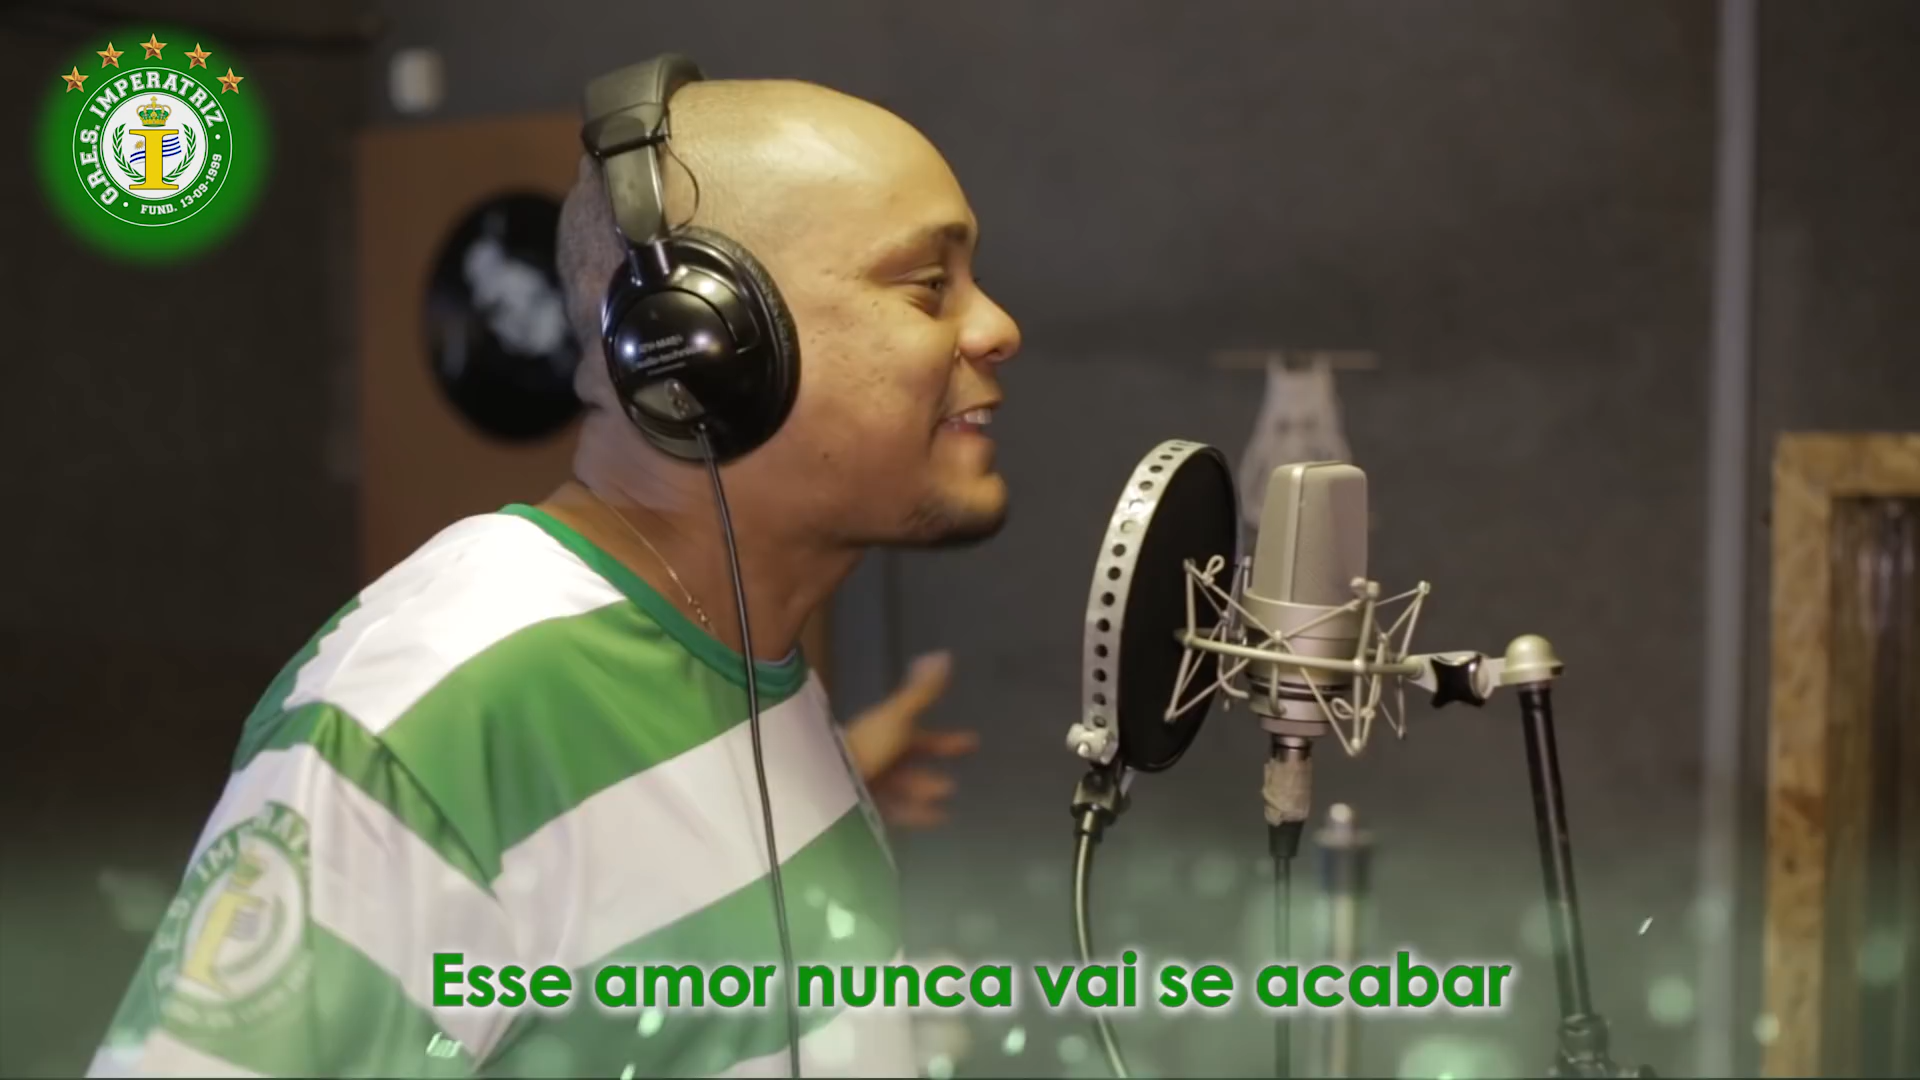 G.R.E.S. IMPERATRIZ
I
FUND. 13-09-1999
Esse amor nunca vai se acabar